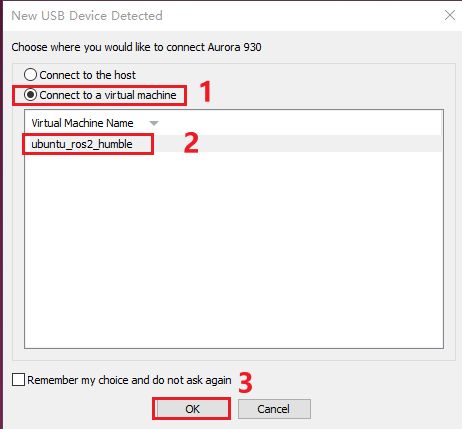 New USB Device Detected
Choose where you would like to connect Aurora 930
Connect to the host
Connect to a virtual machine
1
Virtual Machine Name
ubuntu_ros2_humble
2
Remember my choice and do not ask again
3
OK
Cancel